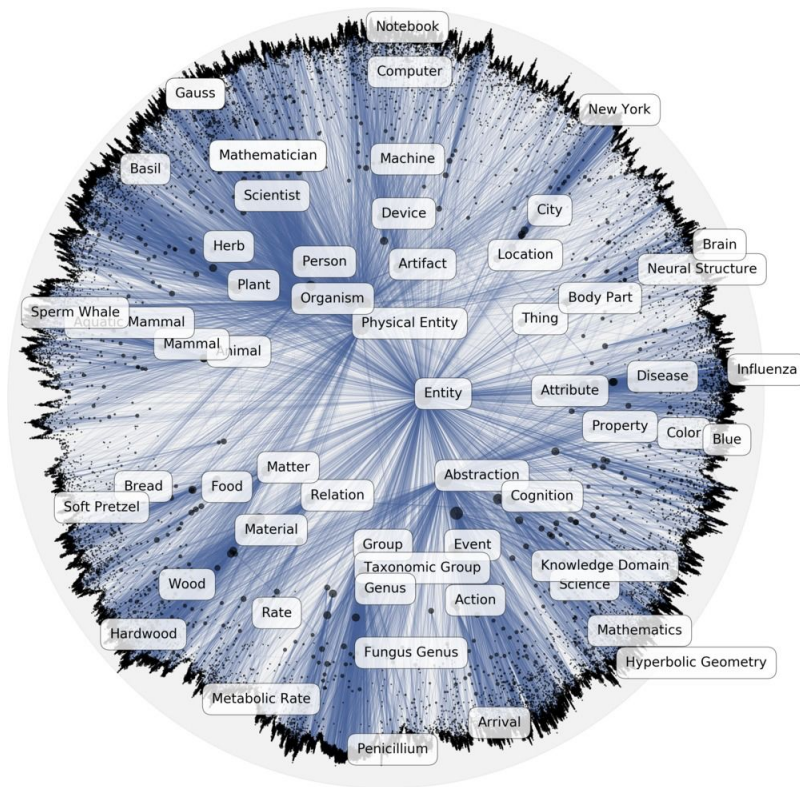 Notebook
Computer
Gauss
New York
Mathematician
Machine
Basil
Scientist
Device
City
Herb
Brain
Location
Person
Artifact
Neural Structure
Plant
Organism
Body Part
Sperm Whale
Thing
Aquatic Mammal
Physical Entity
Mammal
Animal
Influenza
Disease
Entity
Attribute
Property
Color
Blue
Matter
Abstraction
Bread
Food
Relation
Cognition
Soft Pretzel
Material
Group
Event
Taxonomic Group
Knowledge Domain
Wood
Genus
Science
Action
Rate
Hardwood
Mathematics
Fungus Genus
Hyperbolic Geometry
Metabolic Rate
Arrival
Penicillium